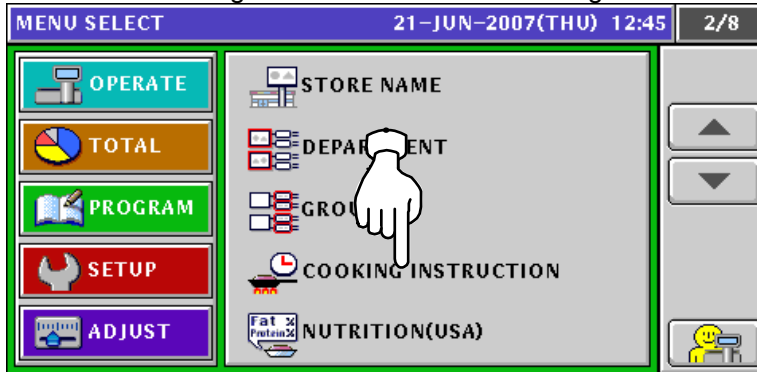 MENU SELECT 21-JUN-2007(THU) 12:45 2/8
OPERATE
TOTAL
PROGRAM
SETUP
ADJUST
STORE NAME
COOKING INSTRUCTION
Fat %
Protein%
NUTRITION(USA)